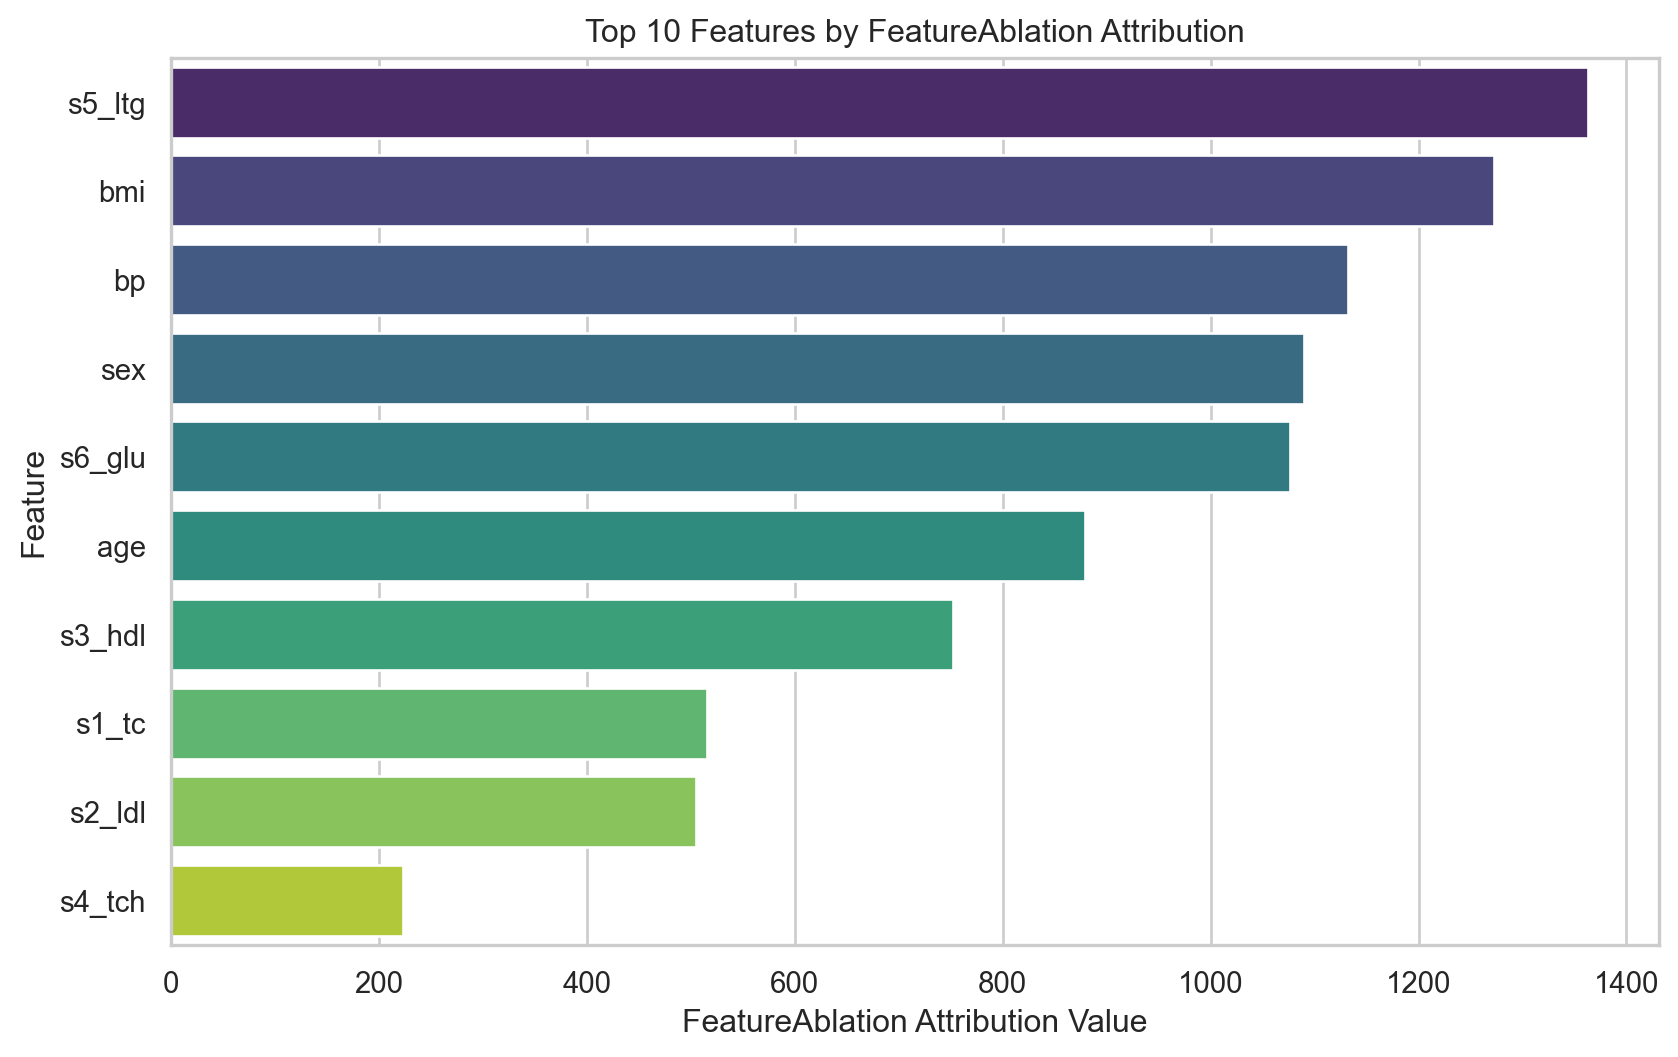 Top 10 Features by FeatureAblation Attribution
Feature
s5_ltg
bmi
bp
sex
s6_glu
age
s3_hdl
s1_tc
s2_ldl
s4_tch
0 200 400 600 800 1000 1200 1400
FeatureAblation Attribution Value